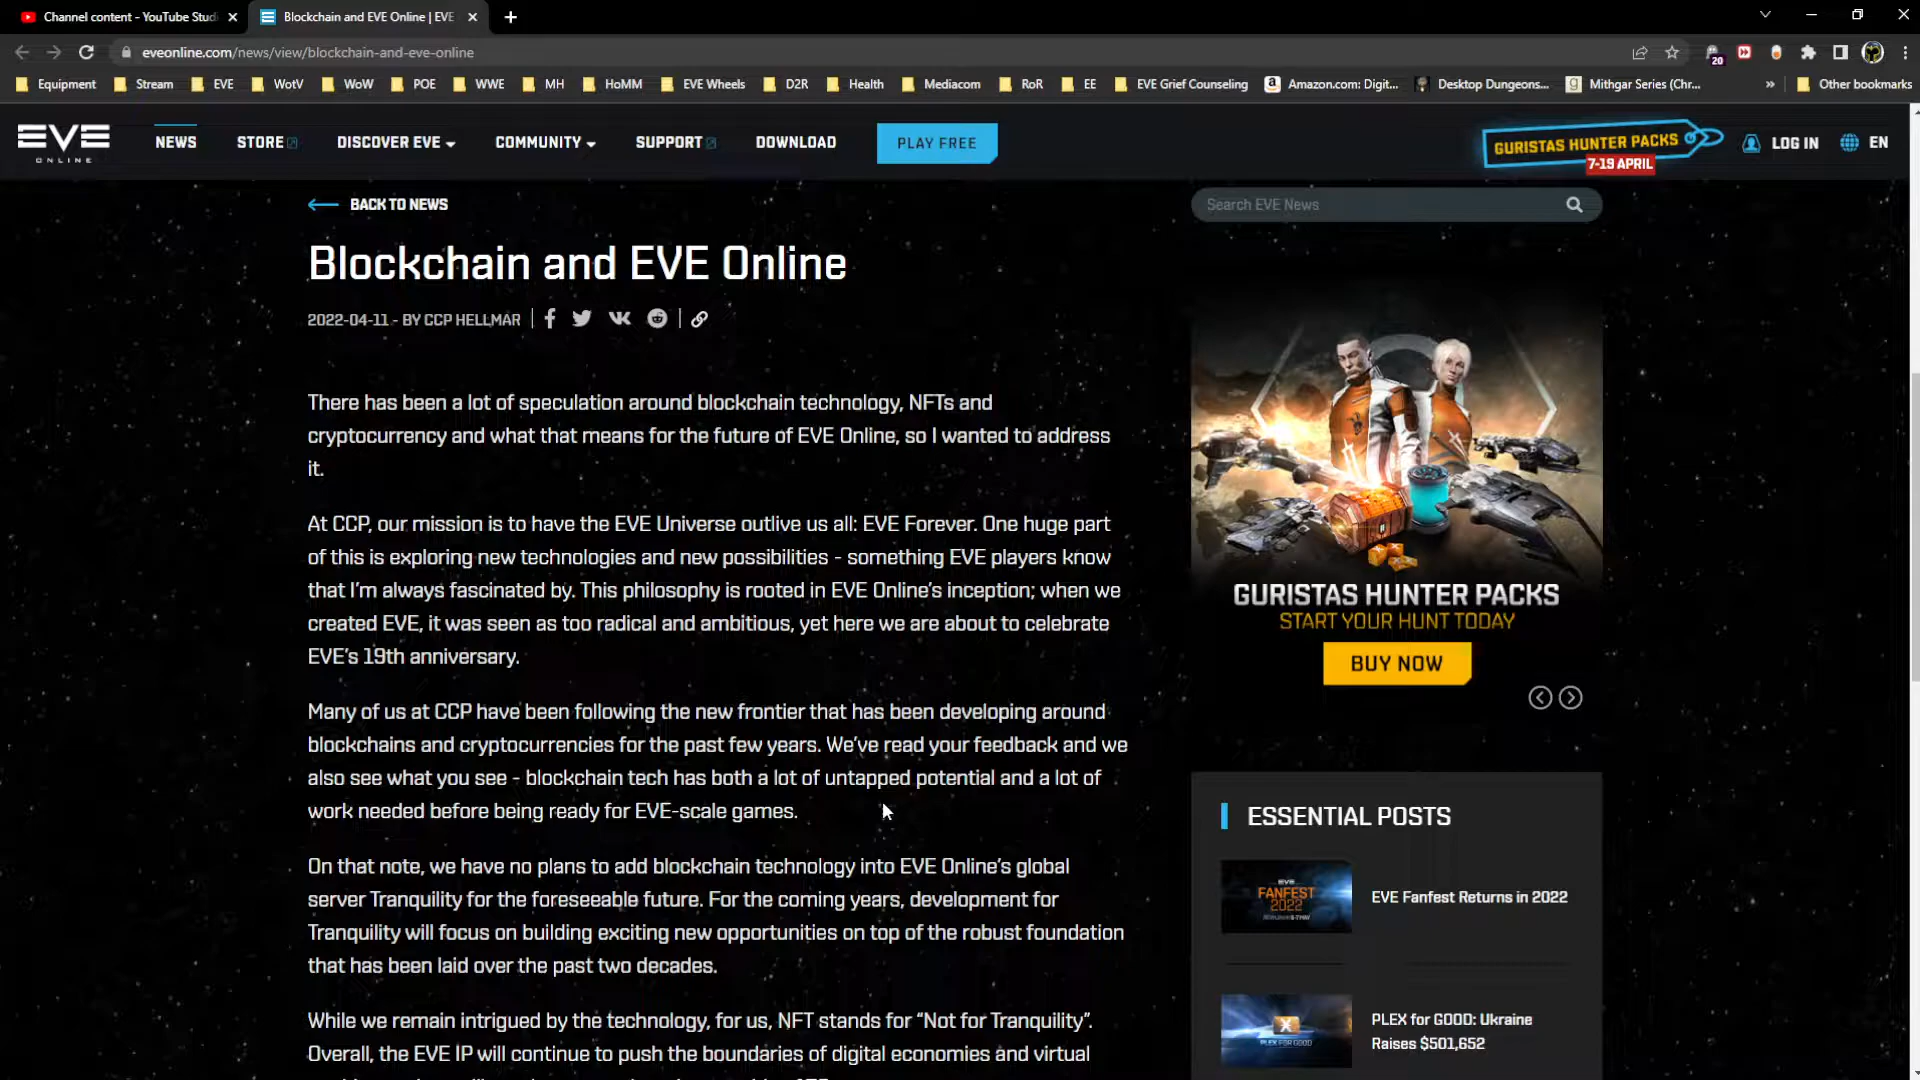 Channel content - YouTube Studi
Blockchain and EVE Online | EVE
eveonline.com/news/view/blockchain-and-eve-online
20
Equipment
Stream
EVE
WotV
WoW
POE
WWE
MH
HoMM
EVE Wheels
D2R
Health
Mediacom
RoR
EE
EVE Grief Counseling
Amazon.com: Digit...
Desktop Dungeons...
Mithgar Series (Chr...
»
Other bookmarks
EVE
ONLINE
NEWS
STORE
DISCOVER EVE
COMMUNITY
SUPPORT
DOWNLOAD
PLAY FREE
GURISTAS HUNTER PACKS
7-19 APRIL
LOG IN
EN
BACK TO NEWS
Search EVE News
Blockchain and EVE Online
2022-04-11 - BY CCP HELLMAR
There has been a lot of speculation around blockchain technology, NFTs and
cryptocurrency and what that means for the future of EVE Online, so I wanted to address
it.
At CCP, our mission is to have the EVE Universe outlive us all: EVE Forever. One huge part
of this is exploring new technologies and new possibilities - something EVE players know
that I'm always fascinated by. This philosophy is rooted in EVE Online's inception; when we
created EVE, it was seen as too radical and ambitious, yet here we are about to celebrate
EVE's 19th anniversary.
Many of us at CCP have been following the new frontier that has been developing around
blockchains and cryptocurrencies for the past few years. We've read your feedback and we
also see what you see - blockchain tech has both a lot of untapped potential and a lot of
work needed before being ready for EVE-scale games.
On that note, we have no plans to add blockchain technology into EVE Online's global
server Tranquility for the foreseeable future. For the coming years, development for
Tranquility will focus on building exciting new opportunities on top of the robust foundation
that has been laid over the past two decades.
While we remain intrigued by the technology, for us, NFT stands for "Not for Tranquility".
Overall, the EVE IP will continue to push the boundaries of digital economies and virtual
GURISTAS HUNTER PACKS
START YOUR HUNT TODAY
BUY NOW
ESSENTIAL POSTS
EVE
FANFEST
2022
EVE Fanfest Returns in 2022
PLEX FOR GOOD
PLEX for GOOD: Ukraine
Raises $501,652